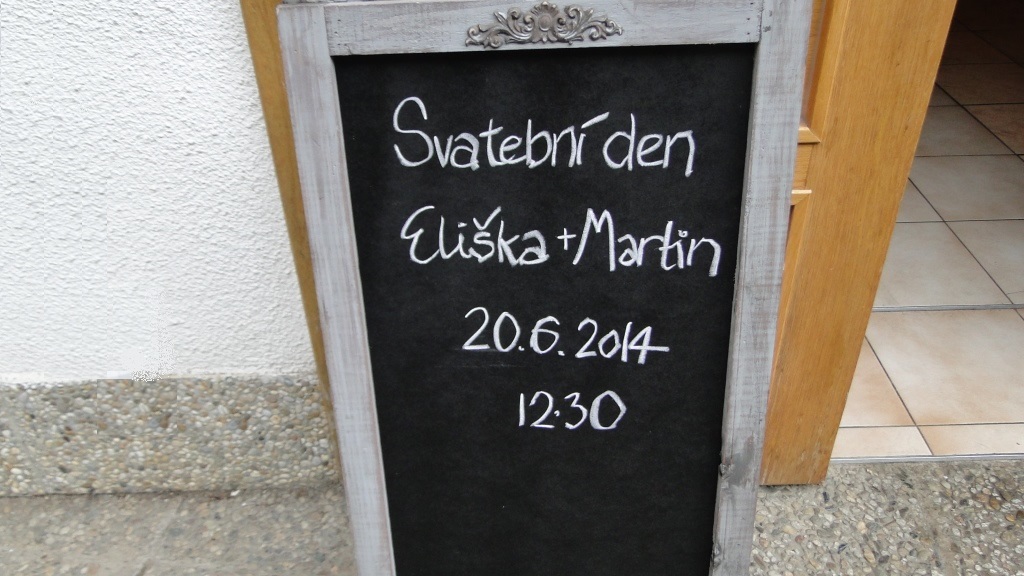 Svatební den
Eliška + Martin
20.6.2014
12.30